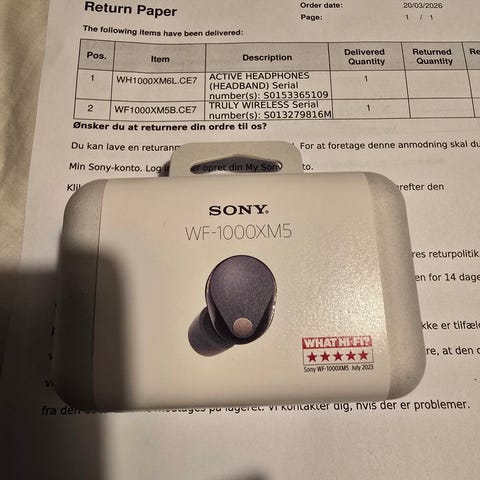 Return Paper
Order date: 20/03/2026
Page: 1 / 1
The following items have been delivered:
Pos. Item Description Delivered Quantity Returned Quantity
1 WH1000XM6L.CE7 ACTIVE HEADPHONES (HEADBAND) Serial number(s): S0153365109 1
2 WF1000XM5B.CE7 TRULY WIRELESS Serial number(s): S013279816M 1
Ønsker du at returnere din ordre til os?
Du kan lave en For at foretage denne anmodning skal du
Min Sony-konto. Log opret din My Sony
efter den
SONY®
WF-1000XM5
res returpolitik
en for 14 dage
WHAT HI-FI?
★★★★★
Sony WF-1000XM5 July 2023
re, at den
fra den på lageret. Vi kontakter dig, hvis der er problemer.